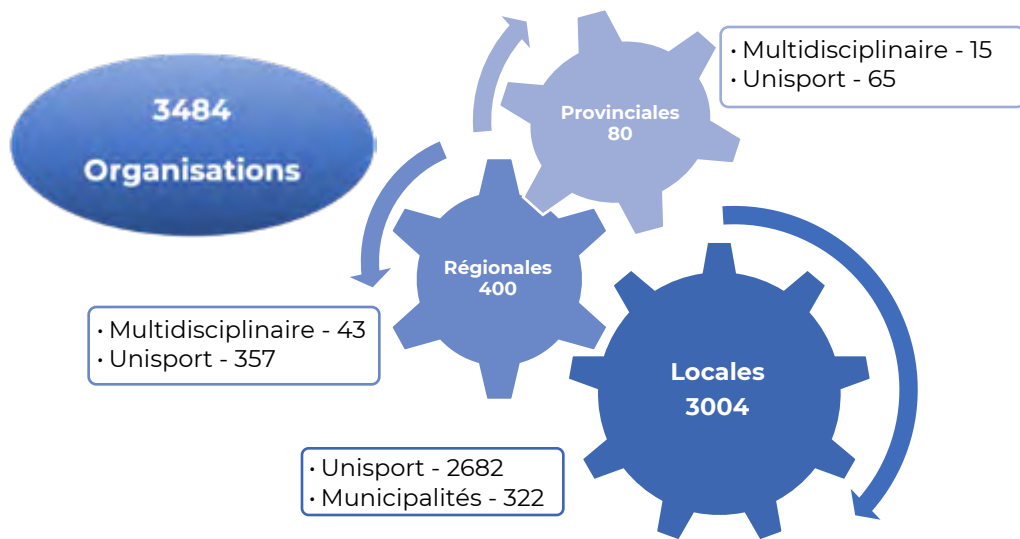 3484
Organisations
Provinciales
80
· Multidisciplinaire - 15
· Unisport - 65
Régionales
400
· Multidisciplinaire - 43
· Unisport - 357
Locales
3004
· Unisport - 2682
· Municipalités - 322